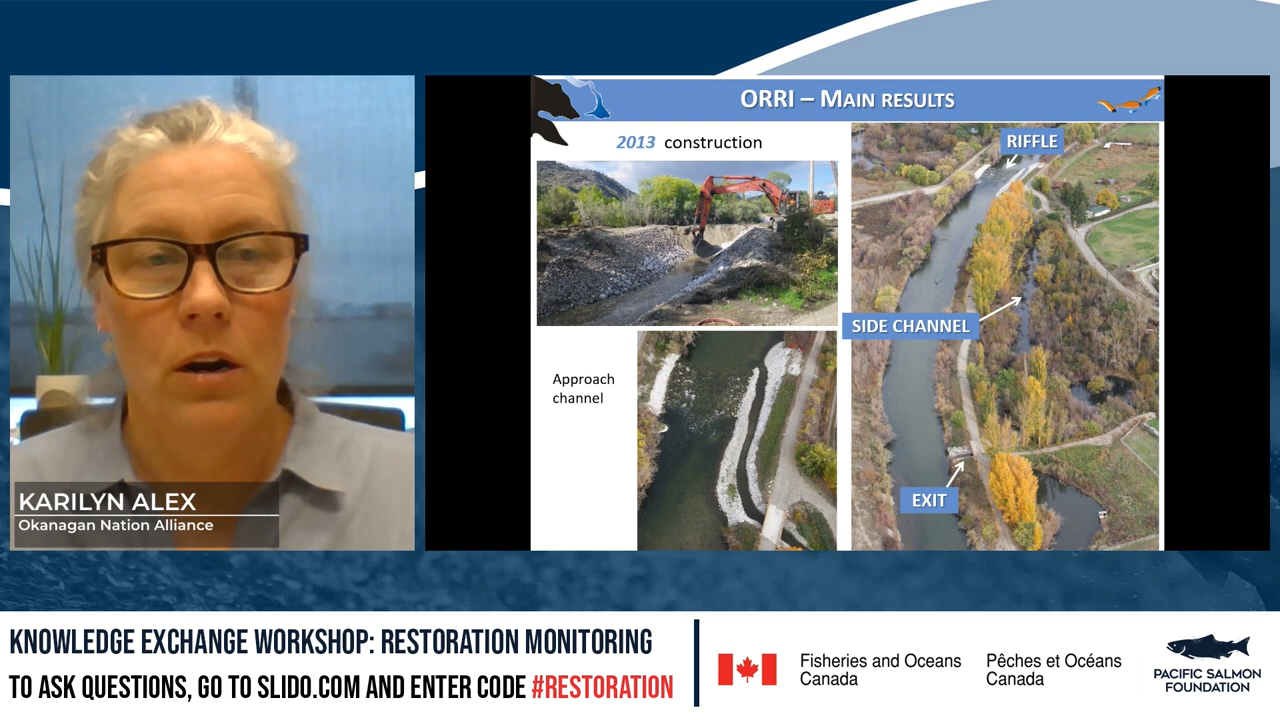 ORRI – MAIN RESULTS
2013 construction
RIFFLE
SIDE CHANNEL
Approach
channel
EXIT
KARILYN ALEX
Okanagan Nation Alliance
KNOWLEDGE EXCHANGE WORKSHOP: RESTORATION MONITORING
TO ASK QUESTIONS, GO TO SLIDO.COM AND ENTER CODE #RESTORATION
Fisheries and Oceans
Canada
Pêches et Océans
Canada
PACIFIC SALMON
FOUNDATION